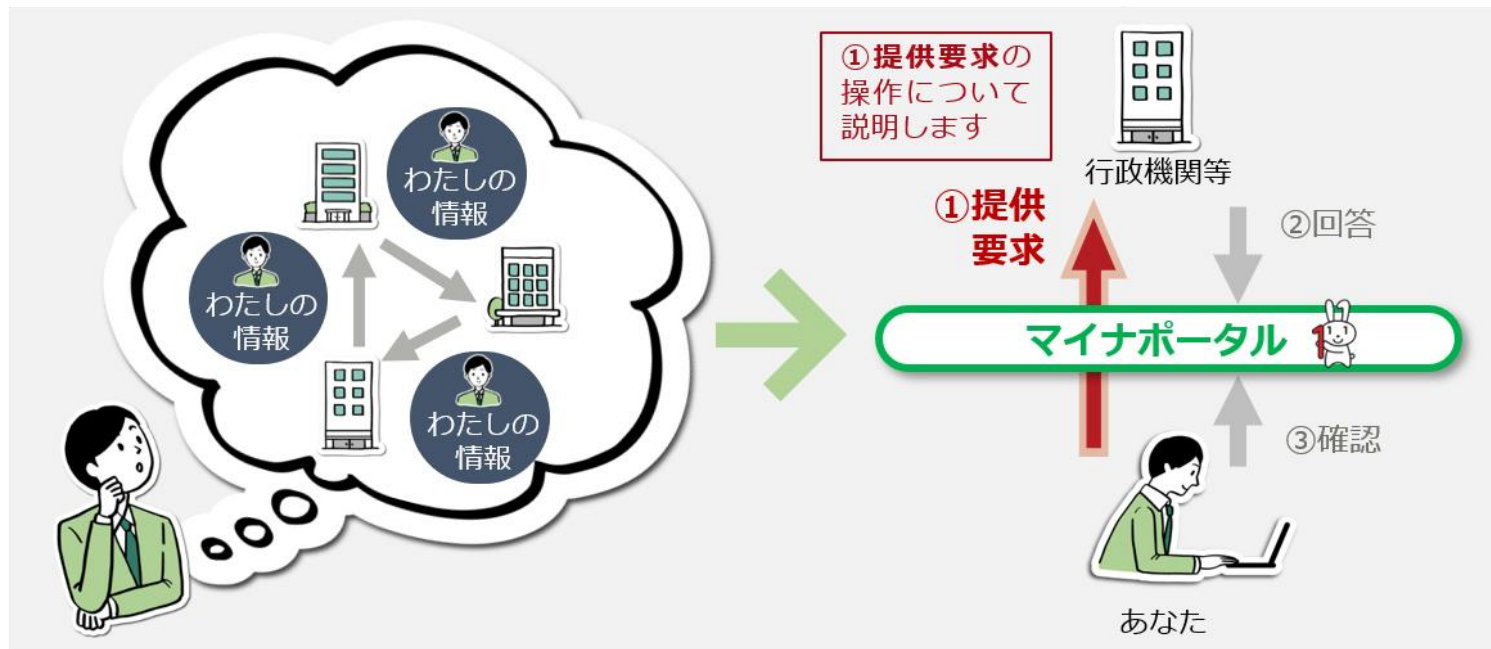 わたしの
情報
わたしの
情報
わたしの
情報
①提供要求の
操作について
説明します
行政機関等
①提供
要求
②回答
マイナポータル
③確認
あなた